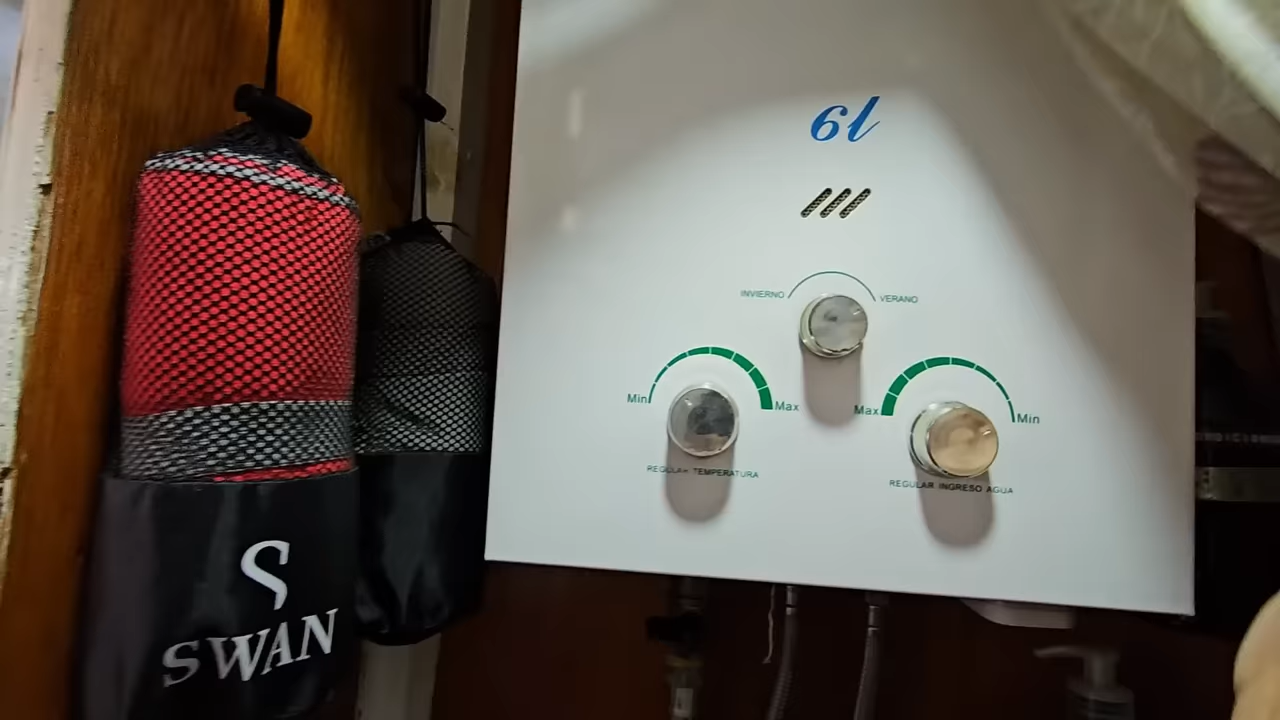 6l
INVIERNO VERANO
Min Max
Max Min
REGULAR TEMPERATURA
REGULAR INGRESO AGUA
S
SWAN